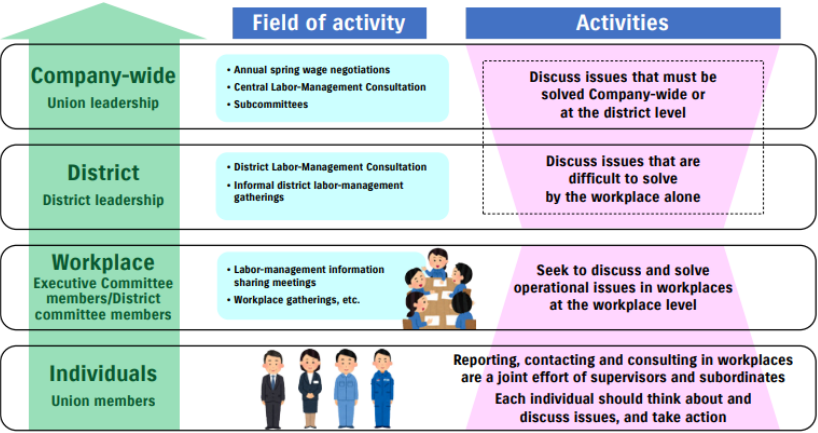 Field of activity
Activities
Company-wide
Union leadership
• Annual spring wage negotiations
• Central Labor-Management Consultation
• Subcommittees
Discuss issues that must be
solved Company-wide or
at the district level
District
District leadership
• District Labor-Management Consultation
• Informal district labor-management
gatherings
Discuss issues that are
difficult to solve
by the workplace alone
Workplace
Executive Committee
members/District
committee members
• Labor-management information
sharing meetings
• Workplace gatherings, etc.
Seek to discuss and solve
operational issues in workplaces
at the workplace level
Individuals
Union members
Reporting, contacting and consulting in workplaces
are a joint effort of supervisors and subordinates
Each individual should think about and
discuss issues, and take action